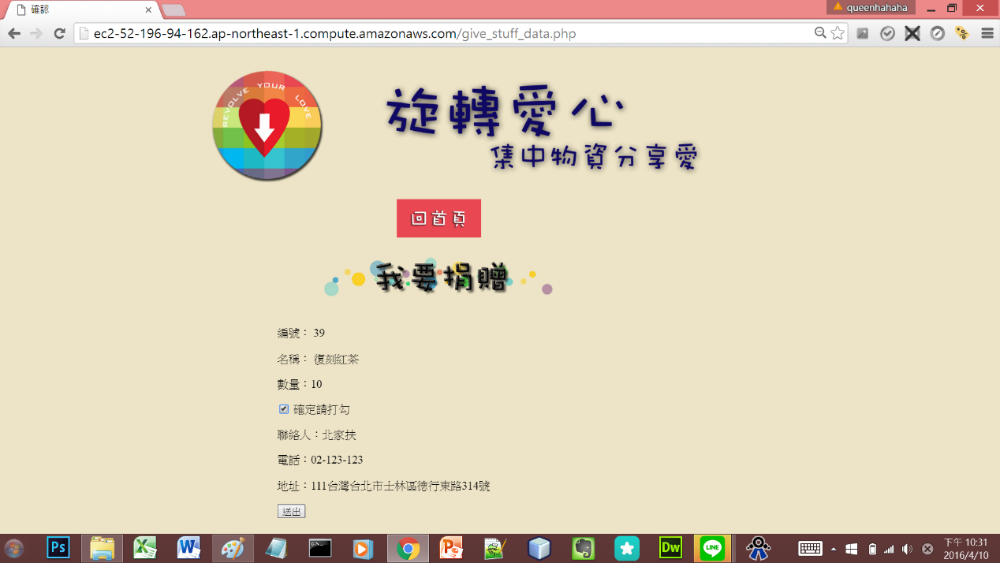 確認
queenhahaha
ec2-52-196-94-162.ap-northeast-1.compute.amazonaws.com/give_stuff_data.php
REVOLVE YOUR LOVE
旋轉愛心
集中物資分享愛
回首頁
我要捐贈
編號： 39
名稱： 復刻紅茶
數量：10
確定請打勾
聯絡人：北家扶
電話：02-123-123
地址：111台灣台北市士林區德行東路314號
送出
Ps
Dw
LINE
下午 10:31
2016/4/10